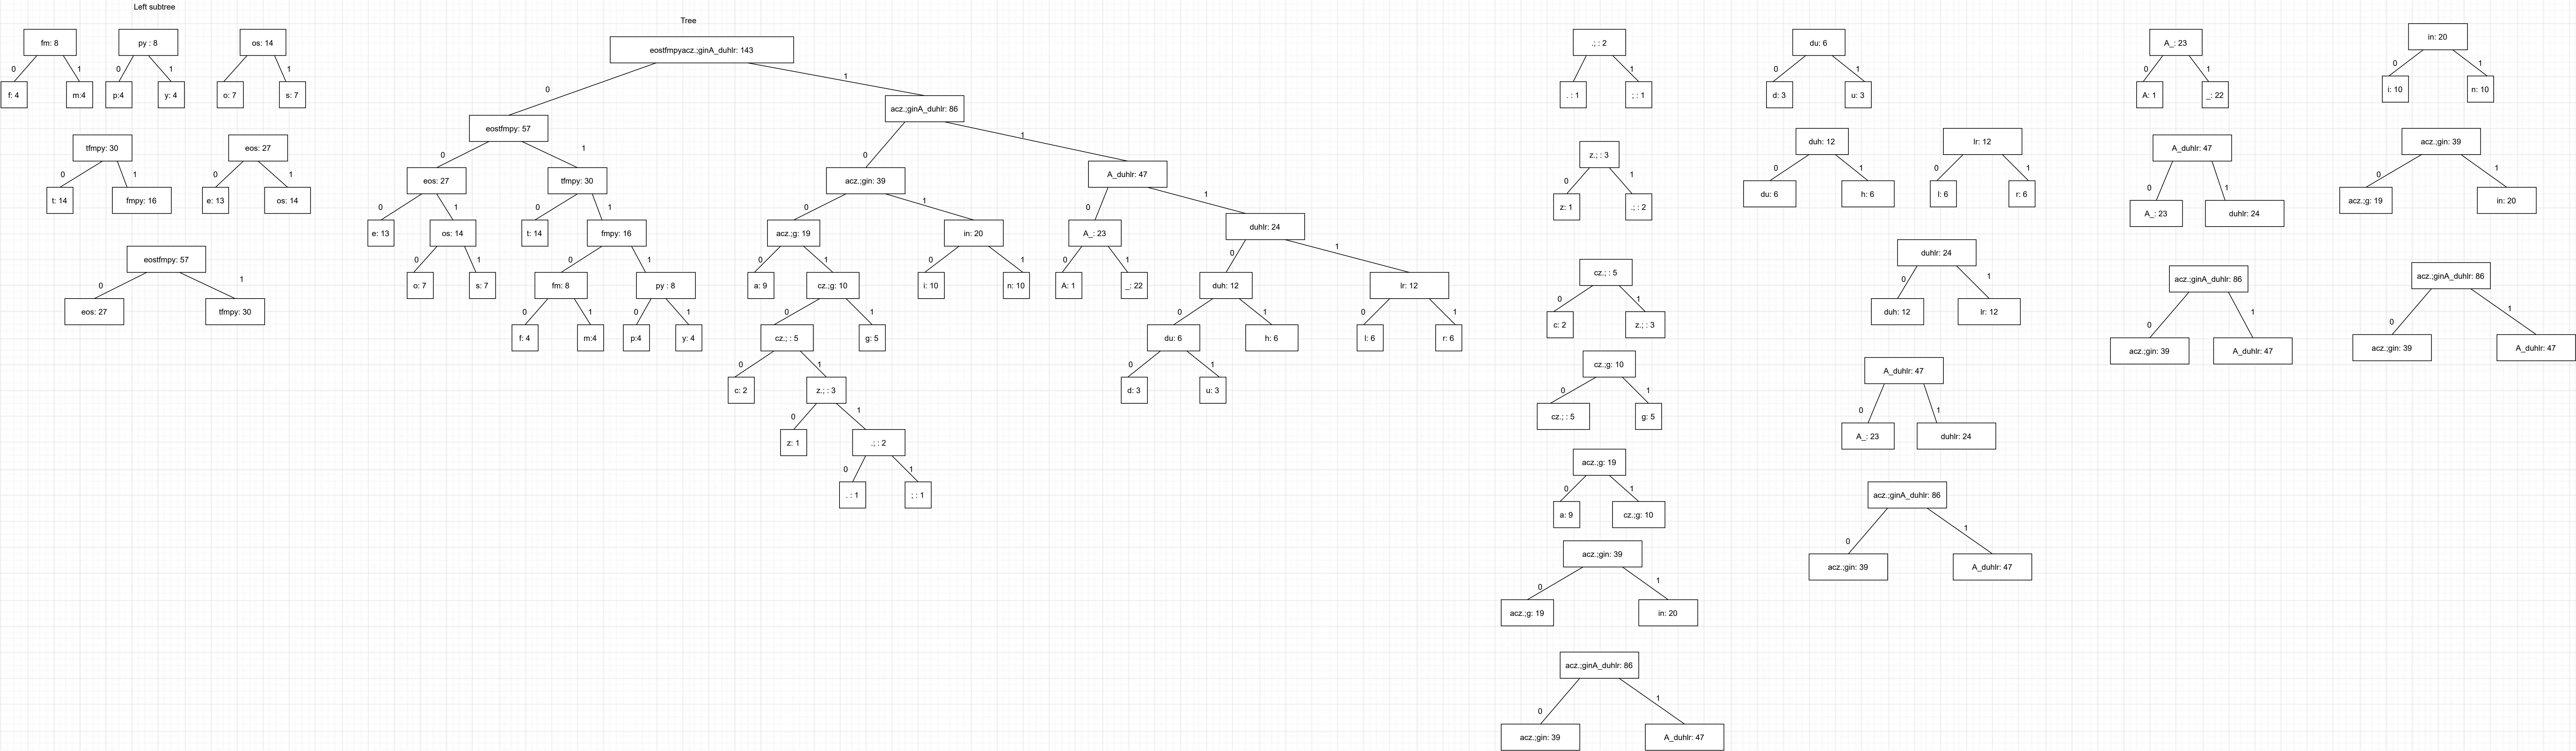 Left subtree
fm: 8
0
1
f: 4
m:4
py : 8
0
1
p:4
y: 4
os: 14
0
1
o: 7
s: 7
tfmpy: 30
0
1
t: 14
fmpy: 16
eos: 27
0
1
e: 13
os: 14
eostfmpy: 57
0
1
eos: 27
tfmpy: 30
Tree
eostfmpyacz.;ginA_duhlr: 143
0
1
eostfmpy: 57
acz.;ginA_duhlr: 86
0
1
0
1
eos: 27
tfmpy: 30
acz.;gin: 39
A_duhlr: 47
0
1
0
1
0
1
0
1
e: 13
os: 14
t: 14
fmpy: 16
acz.;g: 19
in: 20
A_: 23
duhlr: 24
0
1
0
1
0
1
0
1
0
1
0
1
o: 7
s: 7
fm: 8
py : 8
a: 9
cz.;g: 10
i: 10
n: 10
A: 1
_: 22
duh: 12
lr: 12
0
1
0
1
0
1
0
1
0
1
f: 4
m:4
p:4
y: 4
cz.; : 5
g: 5
du: 6
h: 6
l: 6
r: 6
0
1
0
1
c: 2
z.; : 3
d: 3
u: 3
0
1
z: 1
.; : 2
0
1
. : 1
; : 1
.; : 2
1
. : 1
; : 1
z.; : 3
0
1
z: 1
.; : 2
cz.; : 5
0
1
c: 2
z.; : 3
cz.;g: 10
0
1
cz.; : 5
g: 5
acz.;g: 19
0
1
a: 9
cz.;g: 10
acz.;gin: 39
0
1
acz.;g: 19
in: 20
acz.;ginA_duhlr: 86
0
1
acz.;gin: 39
A_duhlr: 47
du: 6
0
1
d: 3
u: 3
duh: 12
0
1
du: 6
h: 6
lr: 12
0
1
l: 6
r: 6
duhlr: 24
0
1
duh: 12
lr: 12
A_duhlr: 47
0
1
A_: 23
duhlr: 24
acz.;ginA_duhlr: 86
0
1
acz.;gin: 39
A_duhlr: 47
A_: 23
0
1
A: 1
_: 22
A_duhlr: 47
0
1
A_: 23
duhlr: 24
acz.;ginA_duhlr: 86
0
1
acz.;gin: 39
A_duhlr: 47
in: 20
0
1
i: 10
n: 10
acz.;gin: 39
0
1
acz.;g: 19
in: 20
acz.;ginA_duhlr: 86
0
1
acz.;gin: 39
A_duhlr: 47